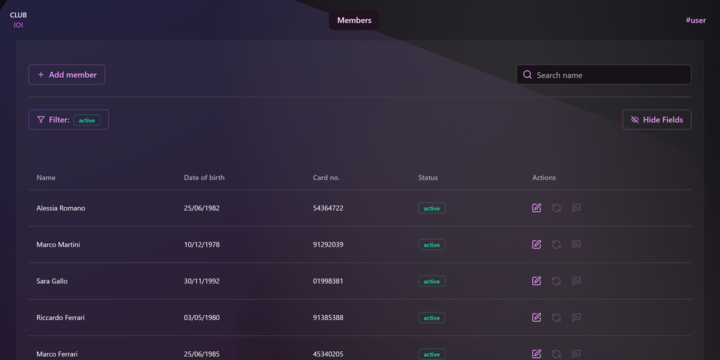 CLUB
IOI
Members
#user
+ Add member
Search name
Filter: active
Hide Fields
Name Date of birth Card no. Status Actions
Alessia Romano 25/06/1982 54364722 active
Marco Martini 10/12/1978 91292039 active
Sara Gallo 30/11/1992 01998381 active
Riccardo Ferrari 03/05/1980 91385388 active
Marco Ferrari 25/06/1985 45340205 active